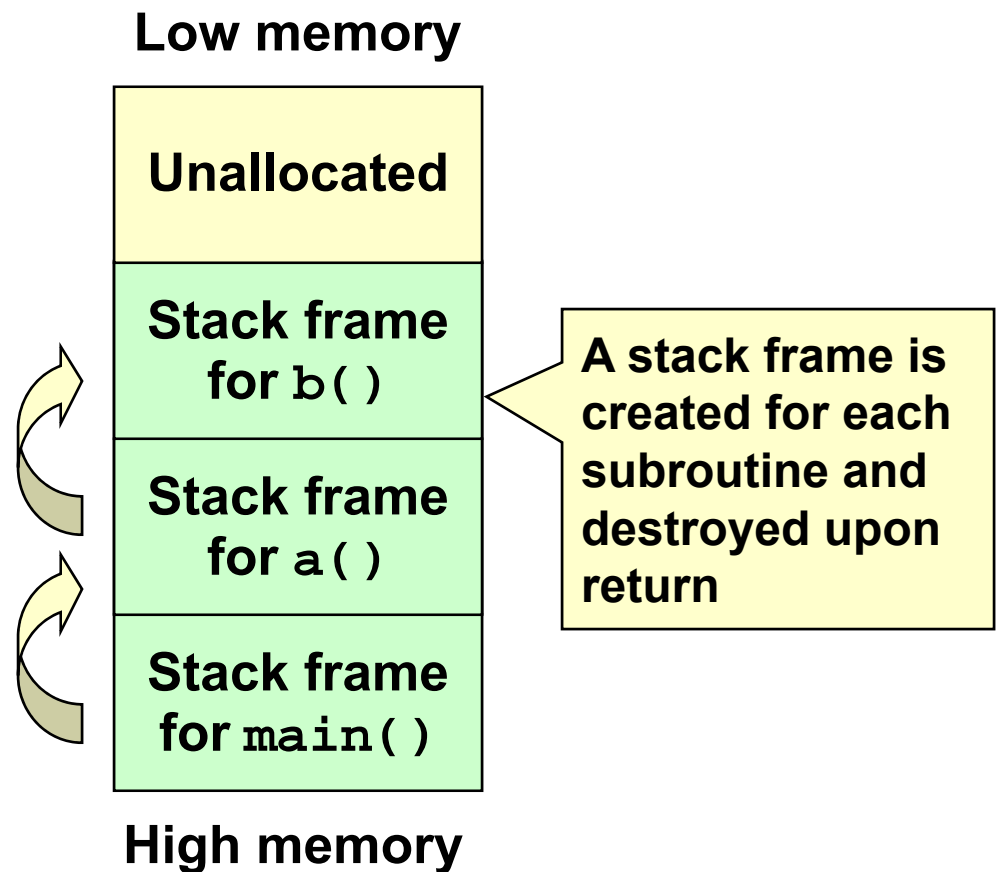 Low memory
Unallocated
Stack frame
for b()
A stack frame is
created for each
subroutine and
destroyed upon
return
Stack frame
for a()
Stack frame
for main()
High memory